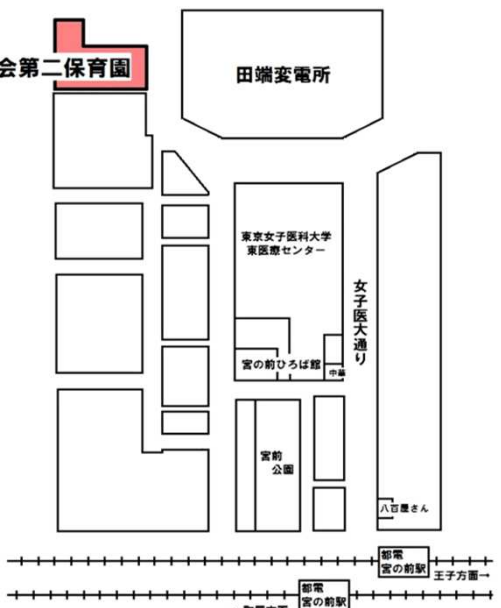 会第二保育園
田端変電所
東京女子医科大学
東医療センター
女子医大通り
宮の前ひろば館
中華
宮前
公園
八百屋さん
都電
宮の前駅
王子方面→
都電
宮の前駅